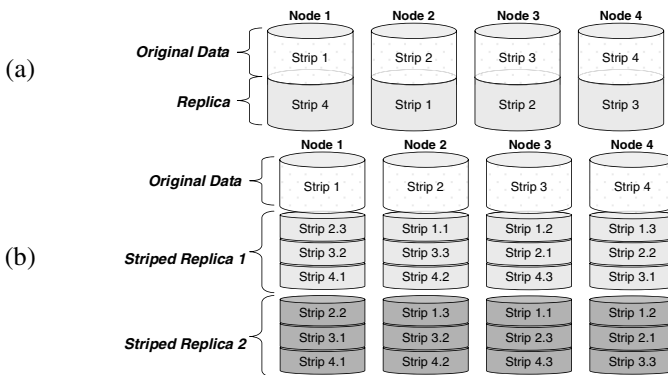 Node 1 Node 2 Node 3 Node 4
Original Data Strip 1 Strip 2 Strip 3 Strip 4
(a)
Replica Strip 4 Strip 1 Strip 2 Strip 3
Node 1 Node 2 Node 3 Node 4
Original Data Strip 1 Strip 2 Strip 3 Strip 4
Strip 2.3 Strip 1.1 Strip 1.2 Strip 1.3
(b)
Striped Replica 1 Strip 3.2 Strip 3.3 Strip 2.1 Strip 2.2
Strip 4.1 Strip 4.2 Strip 4.3 Strip 3.1
Strip 2.2 Strip 1.3 Strip 1.1 Strip 1.2
Striped Replica 2 Strip 3.1 Strip 3.2 Strip 2.3 Strip 2.1
Strip 4.1 Strip 4.2 Strip 4.3 Strip 3.3